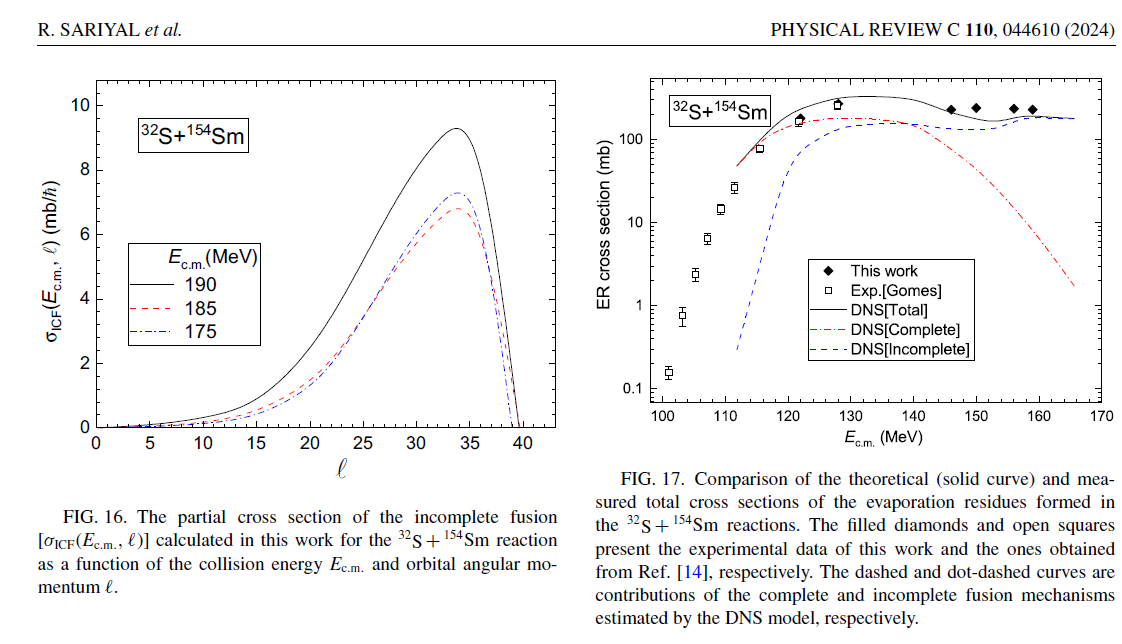 R. SARIYAL et al.
PHYSICAL REVIEW C 110, 044610 (2024)
10
8
6
4
2
0
σICF(Ec.m., ℓ) (mb/ħ)
32S+154Sm
Ec.m.(MeV)
190
185
175
0 5 10 15 20 25 30 35 40
ℓ
FIG. 16. The partial cross section of the incomplete fusion
[σICF(Ec.m., ℓ)] calculated in this work for the 32S + 154Sm reaction
as a function of the collision energy Ec.m. and orbital angular mo-
mentum ℓ.
100
10
1
0.1
ER cross section (mb)
32S+154Sm
This work
Exp.[Gomes]
DNS[Total]
DNS[Complete]
DNS[Incomplete]
100 110 120 130 140 150 160 170
Ec.m. (MeV)
FIG. 17. Comparison of the theoretical (solid curve) and mea-
sured total cross sections of the evaporation residues formed in
the 32S + 154Sm reactions. The filled diamonds and open squares
present the experimental data of this work and the ones obtained
from Ref. [14], respectively. The dashed and dot-dashed curves are
contributions of the complete and incomplete fusion mechanisms
estimated by the DNS model, respectively.